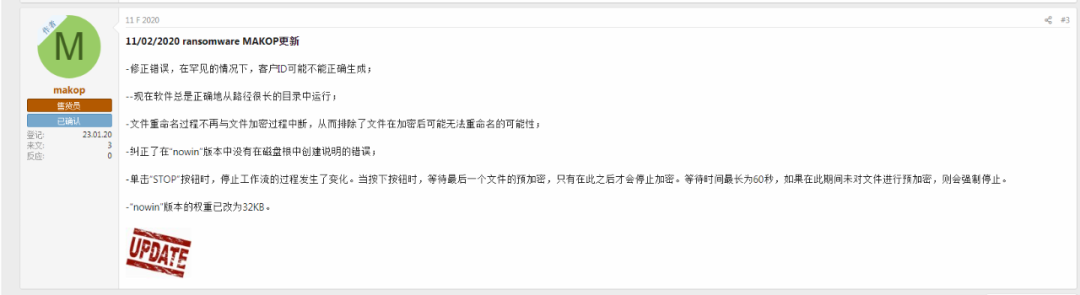 作者
M
makop
售货员
已确认
登记: 23.01.20
来文: 3
反应: 0
11 F 2020
#3
11/02/2020 ransomware MAKOP更新
-修正错误，在罕见的情况下，客户ID可能不能正确生成；
--现在软件总是正确地从路径很长的目录中运行；
-文件重命名过程不再与文件加密过程中断，从而排除了文件在加密后可能无法重命名的可能性；
-纠正了在“nowin”版本中没有在磁盘根中创建说明的错误；
-单击“STOP”按钮时，停止工作流的过程发生了变化。当按下按钮时，等待最后一个文件的预加密，只有在此之后才会停止加密。等待时间最长为60秒，如果在此期间未对文件进行预加密，则会强制停止。
-“nowin”版本的权重已改为32KB。
UPDATE